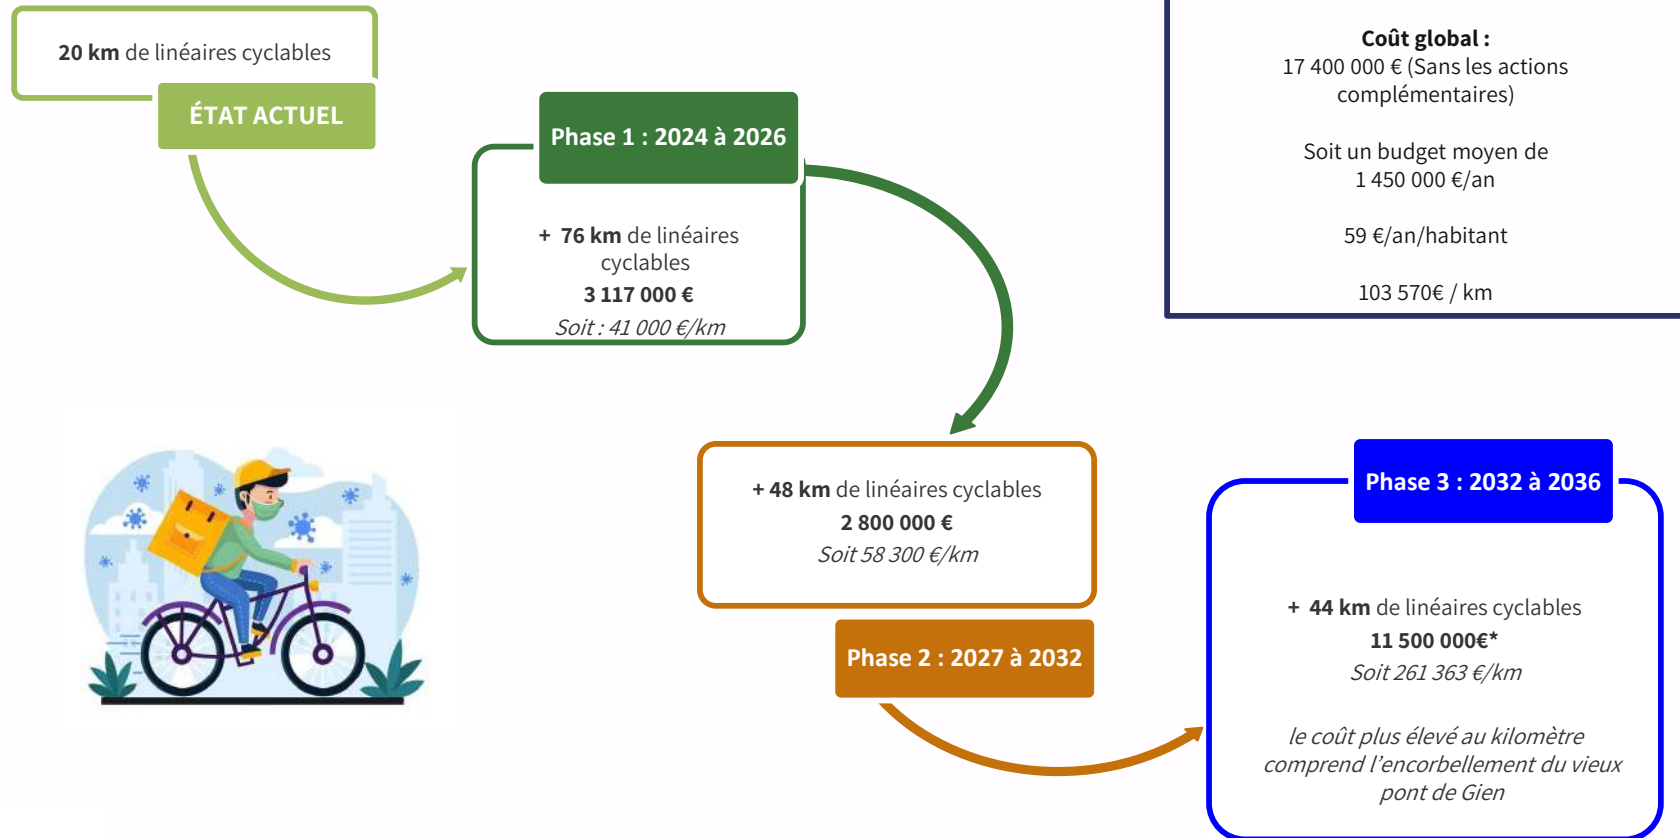 20 km de linéaires cyclables
ÉTAT ACTUEL
Phase 1 : 2024 à 2026
+ 76 km de linéaires
cyclables
3 117 000 €
Soit : 41 000 €/km
+ 48 km de linéaires cyclables
2 800 000 €
Soit 58 300 €/km
Phase 2 : 2027 à 2032
Phase 3 : 2032 à 2036
+ 44 km de linéaires cyclables
11 500 000€*
Soit 261 363 €/km
le coût plus élevé au kilomètre
comprend l’encorbellement du vieux
pont de Gien
Coût global :
17 400 000 € (Sans les actions
complémentaires)
Soit un budget moyen de
1 450 000 €/an
59 €/an/habitant
103 570€ / km